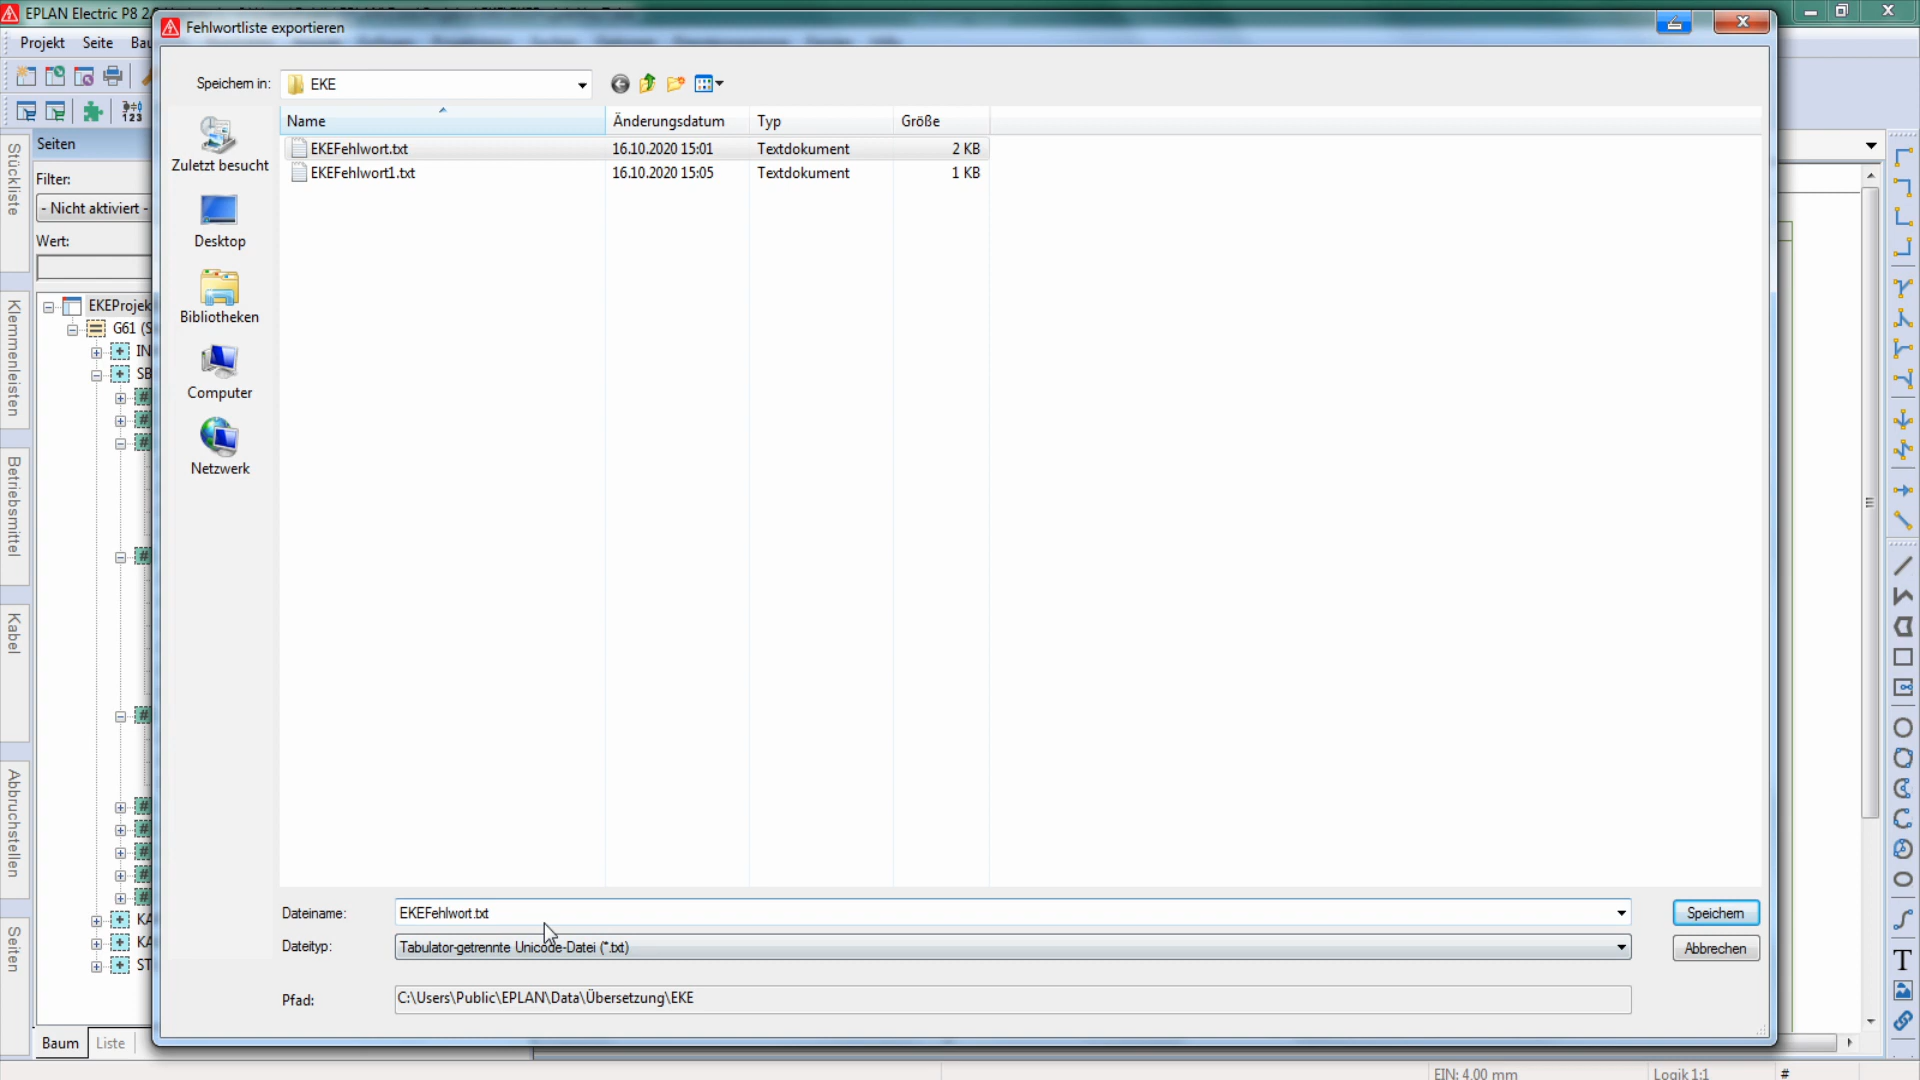 EPLAN Electric P8 2.
Fehlwortliste exportieren
Projekt Seite Bau
Speichern in: EKE
Name Änderungsdatum Typ Größe
EKEFehlwort.txt 16.10.2020 15:01 Textdokument 2 KB
EKEFehlwort1.txt 16.10.2020 15:05 Textdokument 1 KB
Zuletzt besucht
Desktop
Bibliotheken
Computer
Netzwerk
Seiten
Filter:
- Nicht aktiviert -
Wert:
EKEProjek
G61 (S
IN
SB
#
#
#
#
#
#
#
#
#
#
KA
KA
ST
Stückliste
Klemmenleisten
Betriebsmittel
Kabel
Abbruchstellen
Seiten
Baum Liste
Dateiname: EKEFehlwort.txt Speichern
Dateityp: Tabulator-getrennte Unicode-Datei (*.txt) Abbrechen
Pfad: C:\Users\Public\EPLAN\Data\Übersetzung\EKE
T
EIN: 4,00 mm Logik 1:1 #